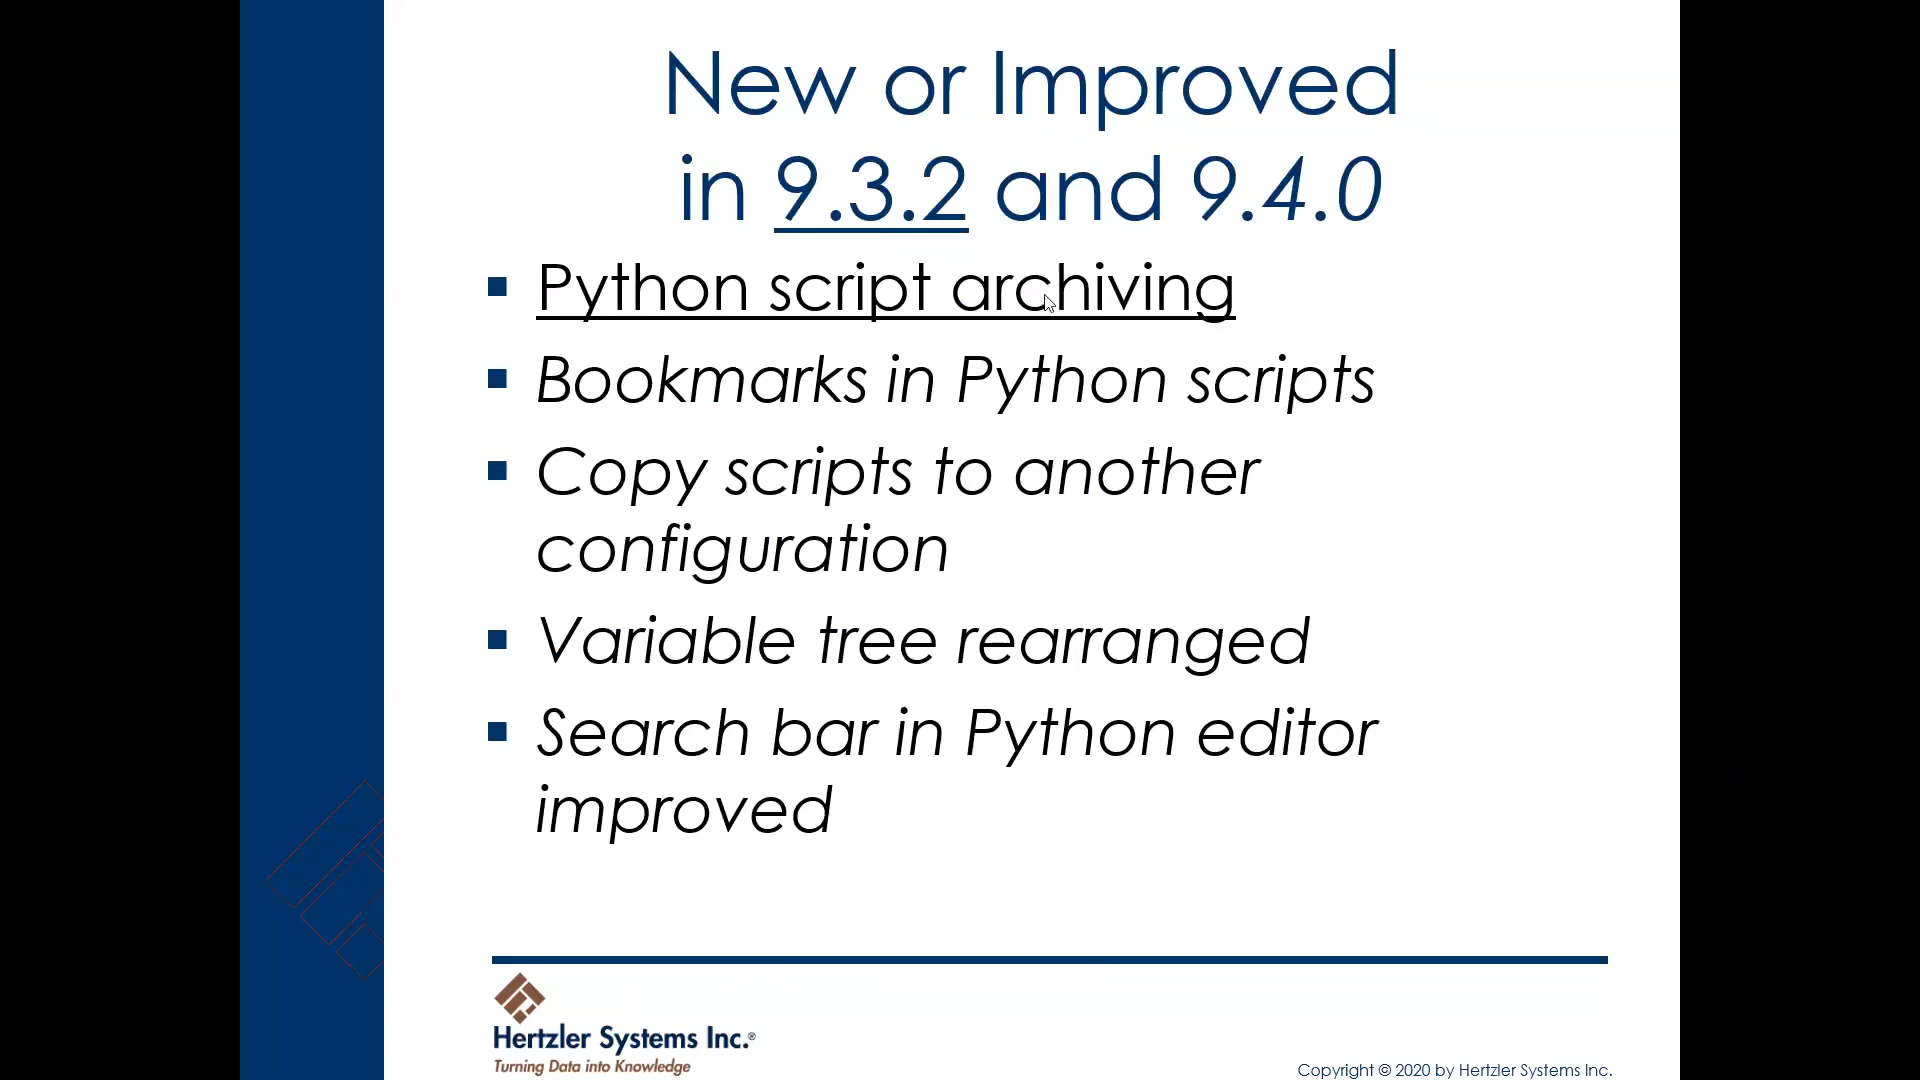 New or Improved
in 9.3.2 and 9.4.0
Python script archiving
Bookmarks in Python scripts
Copy scripts to another
configuration
Variable tree rearranged
Search bar in Python editor
improved
Hertzler Systems Inc.®
Turning Data into Knowledge
Copyright © 2020 by Hertzler Systems Inc.